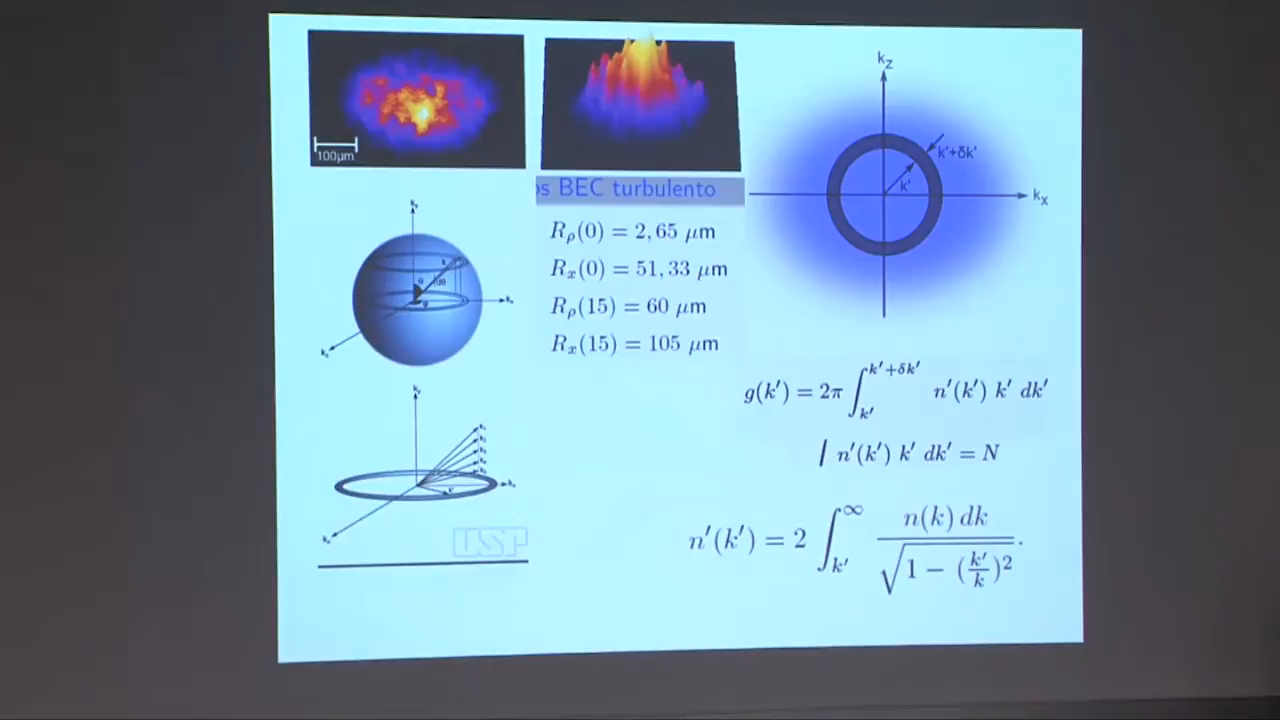 100μm
os BEC turbulento
R_ρ(0) = 2, 65 μm
R_x(0) = 51, 33 μm
R_ρ(15) = 60 μm
R_x(15) = 105 μm
k_z
k'+δk'
k'
k_x
g(k') = 2π ∫_{k'}^{k'+δk'} n'(k') k' dk'
∫ n'(k') k' dk' = N
n'(k') = 2 ∫_{k'}^{∞} n(k) dk / √(1 − (k'/k)²).
USP